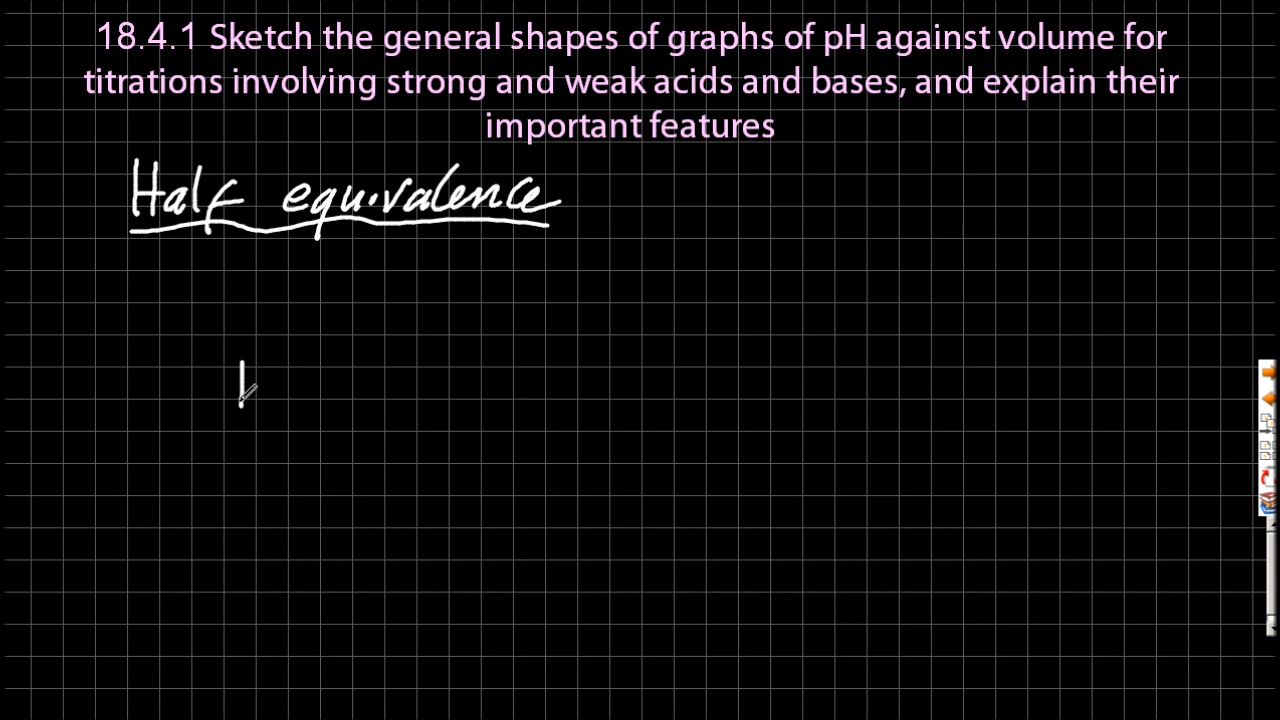 18.4.1 Sketch the general shapes of graphs of pH against volume for
titrations involving strong and weak acids and bases, and explain their
important features
Half equivalence